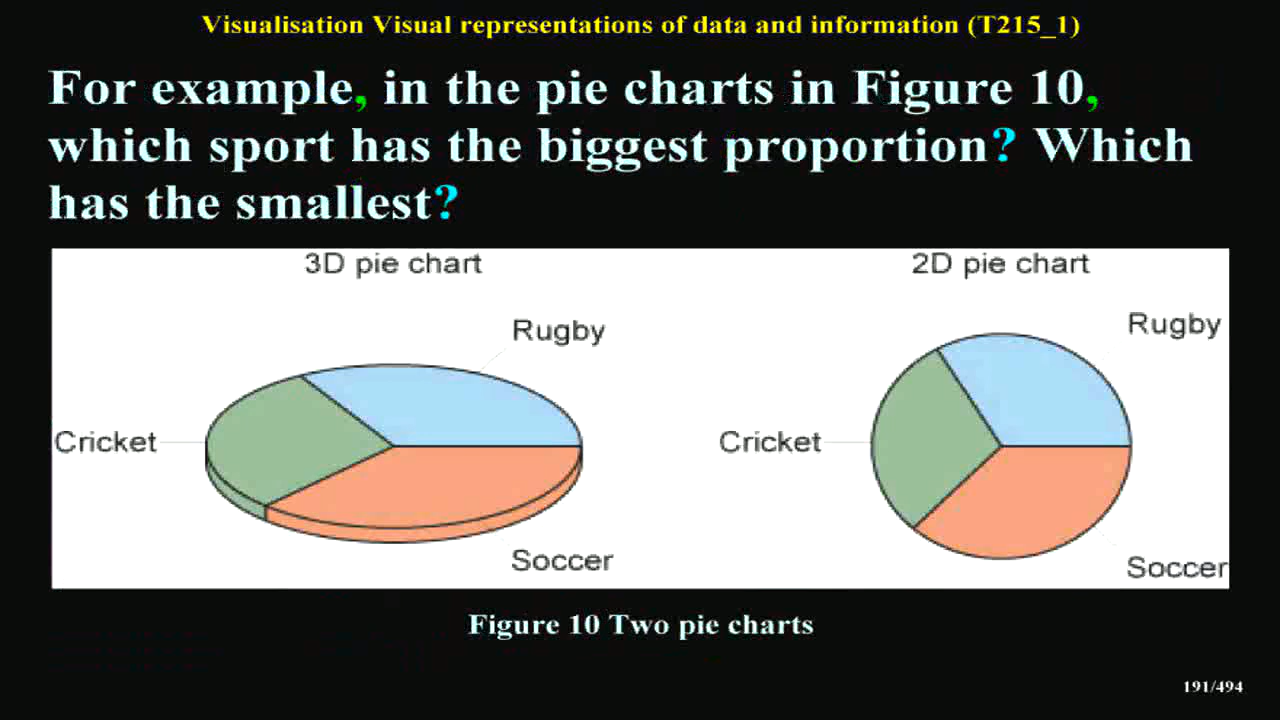 Visualisation Visual representations of data and information (T215_1)
For example, in the pie charts in Figure 10,
which sport has the biggest proportion? Which
has the smallest?
3D pie chart
2D pie chart
Rugby
Cricket
Soccer
Rugby
Cricket
Soccer
Figure 10 Two pie charts
191/494